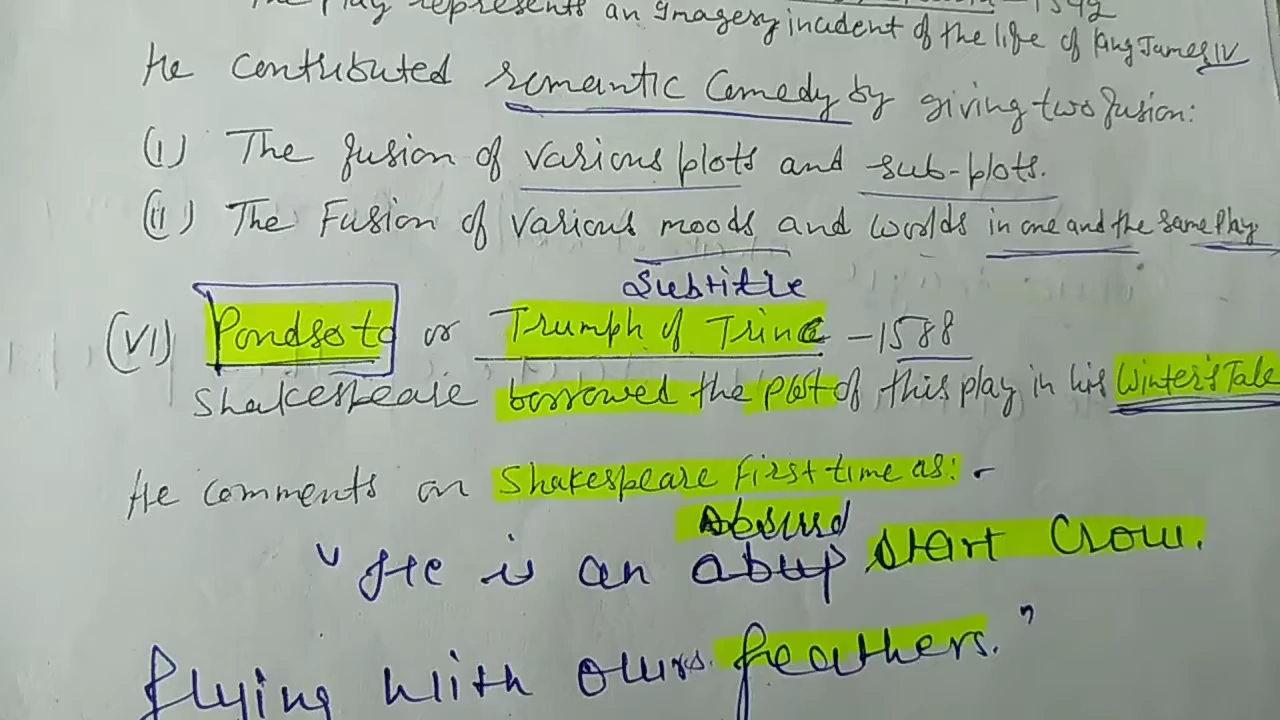 The Play represents an Imagery incident of the life of King James IV
He contributed romantic Comedy by giving two fusion:
(i) The fusion of various plots and sub-plots.
(ii) The Fusion of Various moods and worlds in one and the same Play
Subtitle
(VI) Pandsosto or Trumph of Trine - 1588
Shakespeare borrowed the plot of this play in his Winter's Tale
He comments on Shakespeare First time as: -
Absurd
"He is an abup start Crow.
flying with ours. feathers."